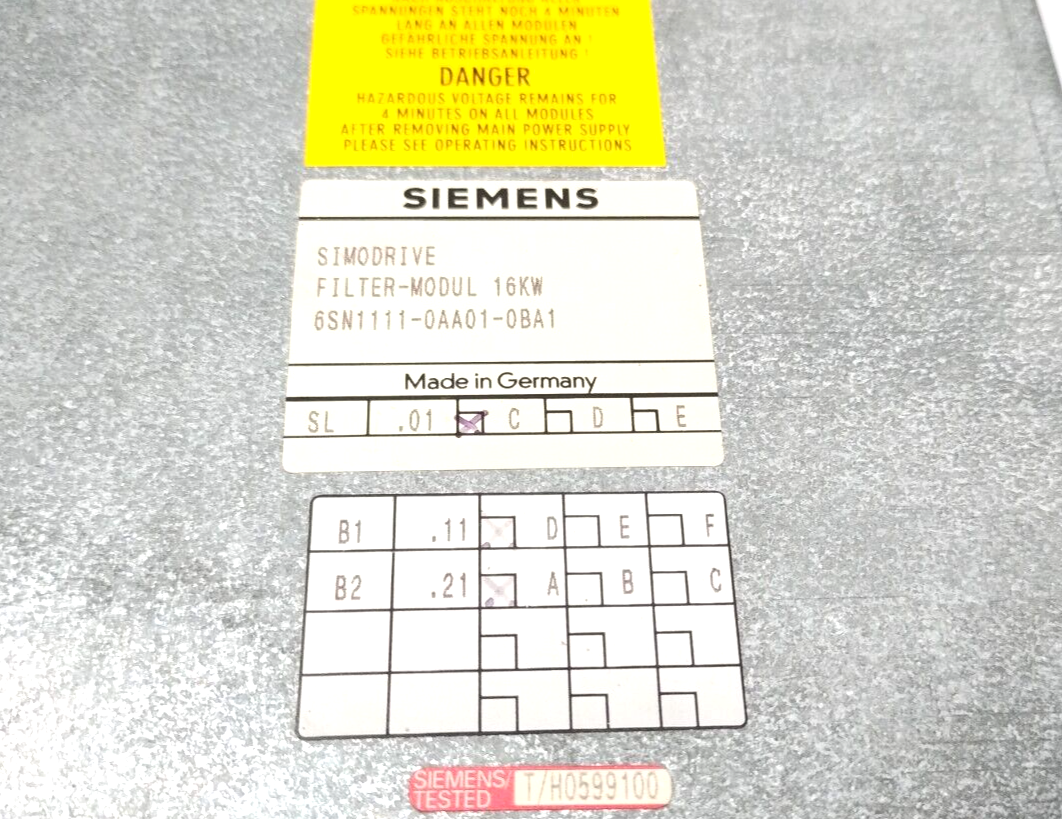 SPANNUNGEN STEHT NOCH 4 MINUTEN
LANG AN ALLEN MODULEN
GEFÄHRLICHE SPANNUNG AN !
SIEHE BETRIEBSANLEITUNG !
DANGER
HAZARDOUS VOLTAGE REMAINS FOR
4 MINUTES ON ALL MODULES
AFTER REMOVING MAIN POWER SUPPLY
PLEASE SEE OPERATING INSTRUCTIONS
SIEMENS
SIMODRIVE
FILTER-MODUL 16KW
6SN1111-0AA01-0BA1
Made in Germany
SL .01 C D E
B1 .11 D E F
B2 .21 A B C
SIEMENS/ T/H0599100
TESTED